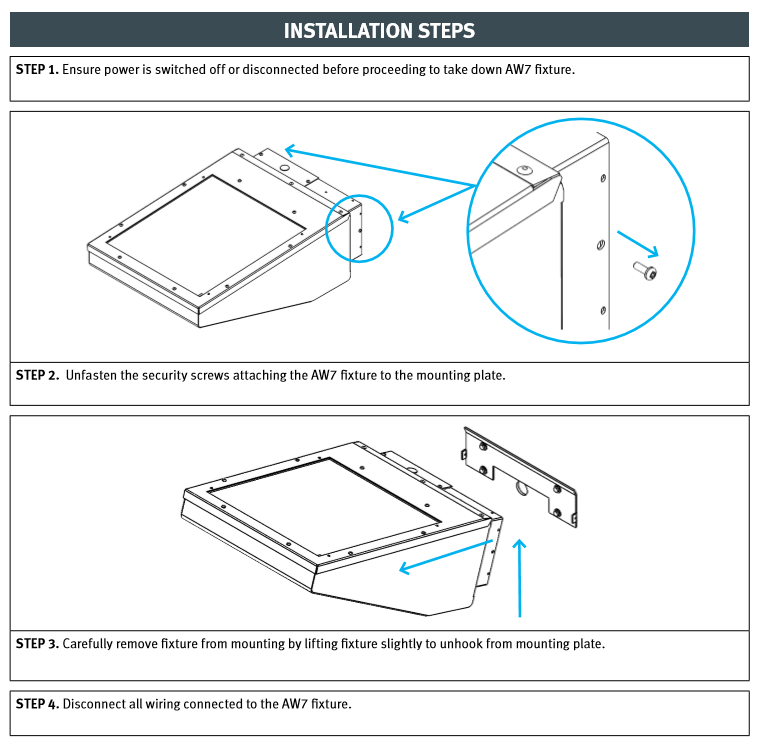 INSTALLATION STEPS
STEP 1. Ensure power is switched off or disconnected before proceeding to take down AW7 fixture.
STEP 2. Unfasten the security screws attaching the AW7 fixture to the mounting plate.
STEP 3. Carefully remove fixture from mounting by lifting fixture slightly to unhook from mounting plate.
STEP 4. Disconnect all wiring connected to the AW7 fixture.